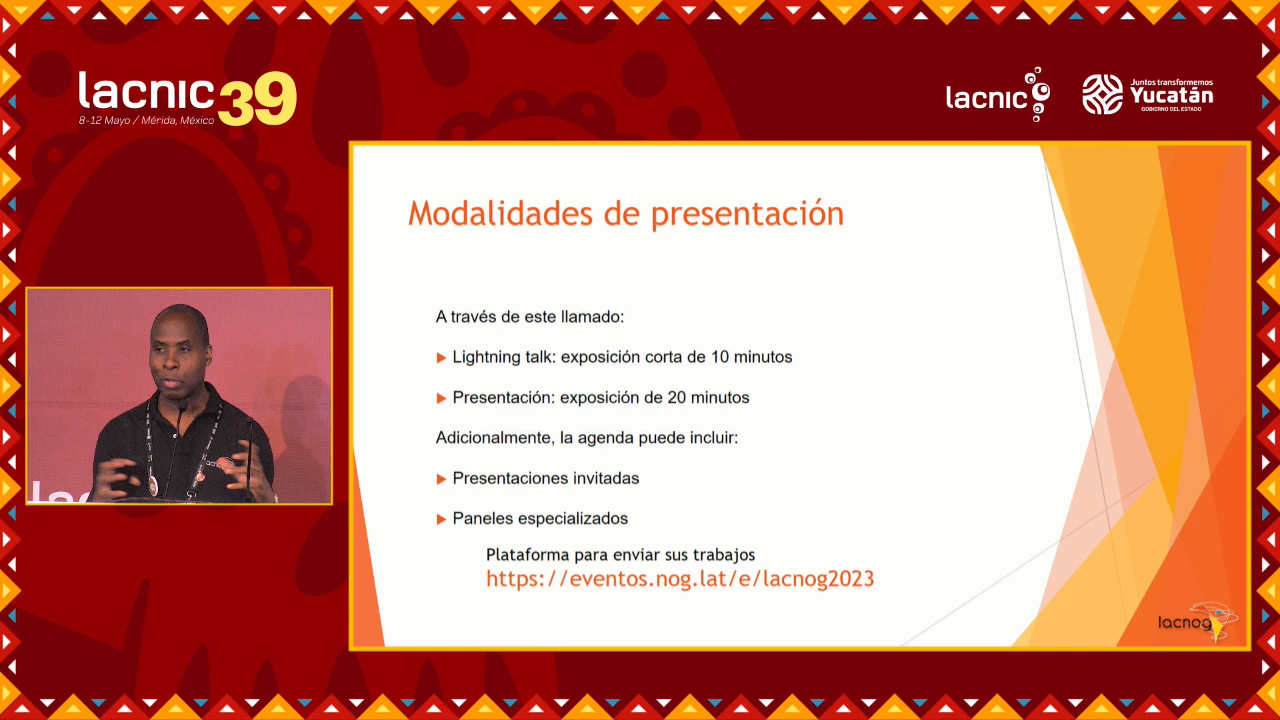 lacnic 39
8-12 Mayo / Mérida, México
lacnic
Juntos transformemos
Yucatán
GOBIERNO DEL ESTADO
Modalidades de presentación
A través de este llamado:
Lightning talk: exposición corta de 10 minutos
Presentación: exposición de 20 minutos
Adicionalmente, la agenda puede incluir:
Presentaciones invitadas
Paneles especializados
Plataforma para enviar sus trabajos
https://eventos.nog.lat/e/lacnog2023
lacnog